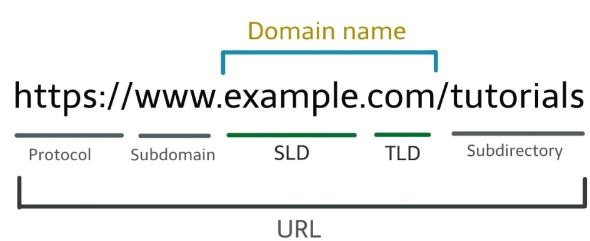 Domain name
https://www.example.com/tutorials
Protocol Subdomain SLD TLD Subdirectory
URL